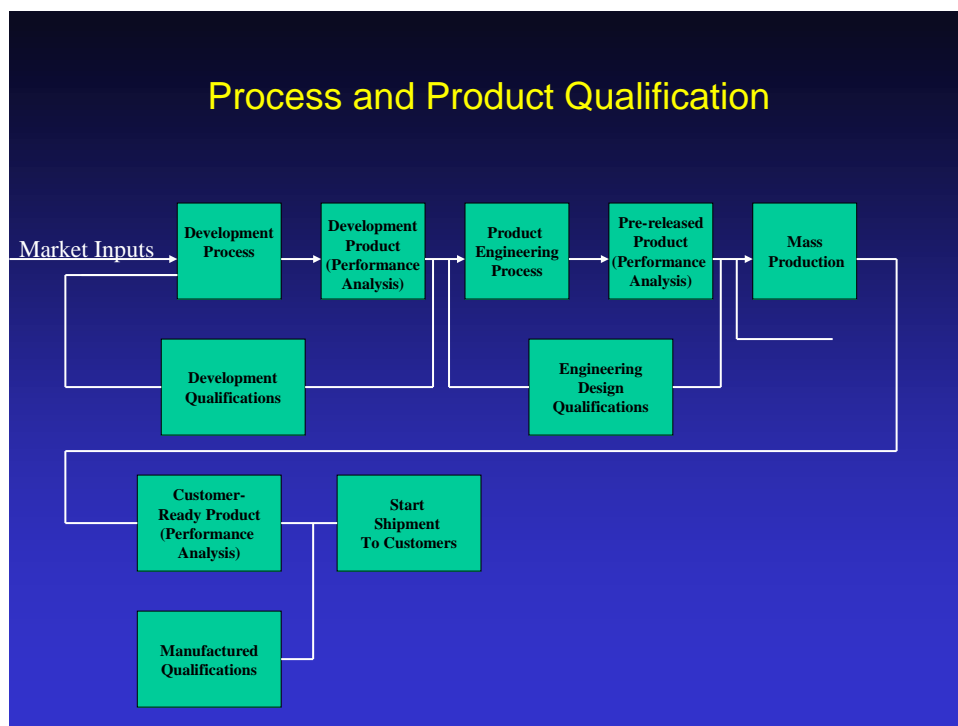 Process and Product Qualification
Market Inputs
Development
Process
Development
Product
(Performance
Analysis)
Product
Engineering
Process
Pre-released
Product
(Performance
Analysis)
Mass
Production
Development
Qualifications
Engineering
Design
Qualifications
Customer-
Ready Product
(Performance
Analysis)
Start
Shipment
To Customers
Manufactured
Qualifications